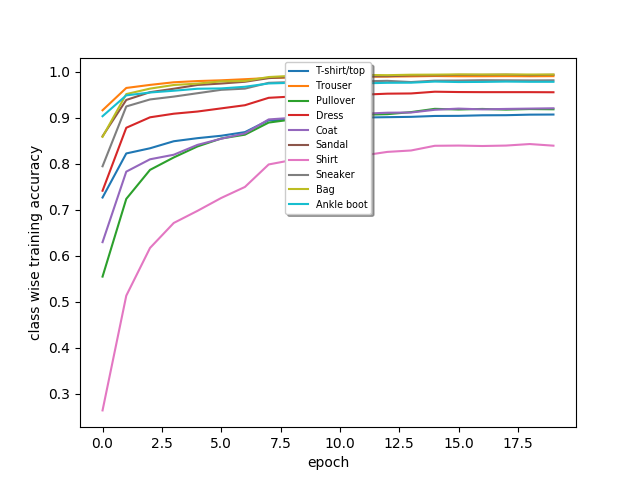 1.0
0.9
0.8
0.7
0.6
0.5
0.4
0.3
class wise training accuracy
T-shirt/top
Trouser
Pullover
Dress
Coat
Sandal
Shirt
Sneaker
Bag
Ankle boot
0.0 2.5 5.0 7.5 10.0 12.5 15.0 17.5
epoch